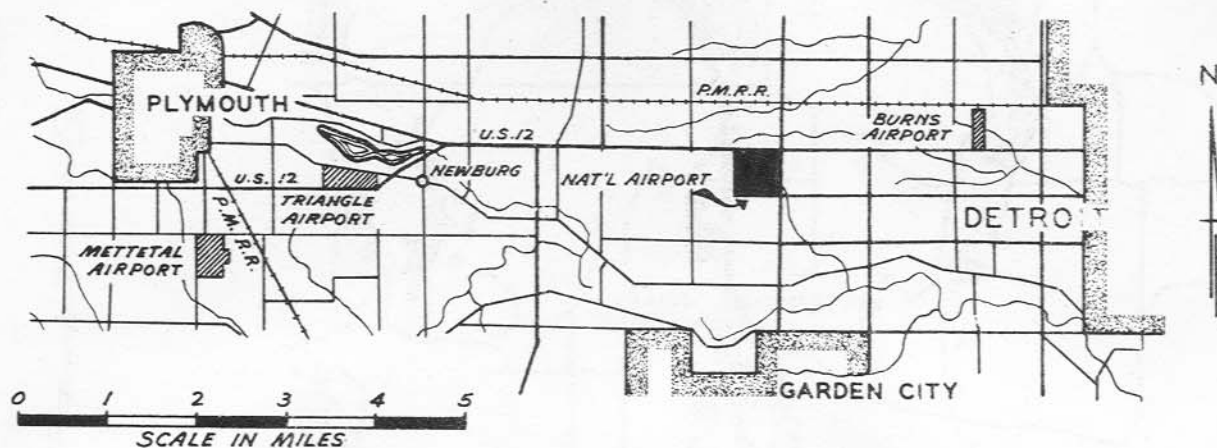 N
P.M.R.R.
PLYMOUTH
U.S.12
BURNS
AIRPORT
NEWBURG
NAT'L AIRPORT
U.S.12
TRIANGLE
AIRPORT
DETROIT
P.M.R.R.
METTETAL
AIRPORT
GARDEN CITY
0 1 2 3 4 5
SCALE IN MILES